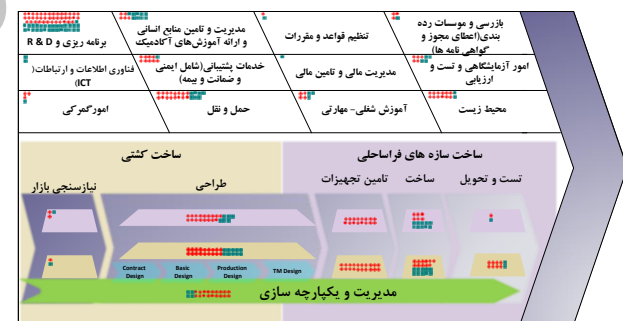 بازرسی و موسسات رده
بندی(اعطای مجوز و
گواهی نامه ها)
تنظیم قواعد و مقررات
مدیریت و تامین منابع انسانی
و ارائه آموزش‌های آکادمیک
برنامه ریزی و R & D
امور آزمایشگاهی و تست و
ارزیابی
مدیریت مالی و تامین مالی
خدمات پشتیبانی(شامل ایمنی
و ضمانت و بیمه)
فناوری اطلاعات و ارتباطات(
ICT)
محیط زیست
آموزش شغلی- مهارتی
حمل و نقل
امورگمرکی
ساخت سازه های فراساحلی
ساخت کشتی
تست و تحویل
ساخت
تامین تجهیزات
طراحی
نیازسنجی بازار
Contract
Design
Basic
Design
Production
Design
TM Design
مدیریت و یکپارچه سازی